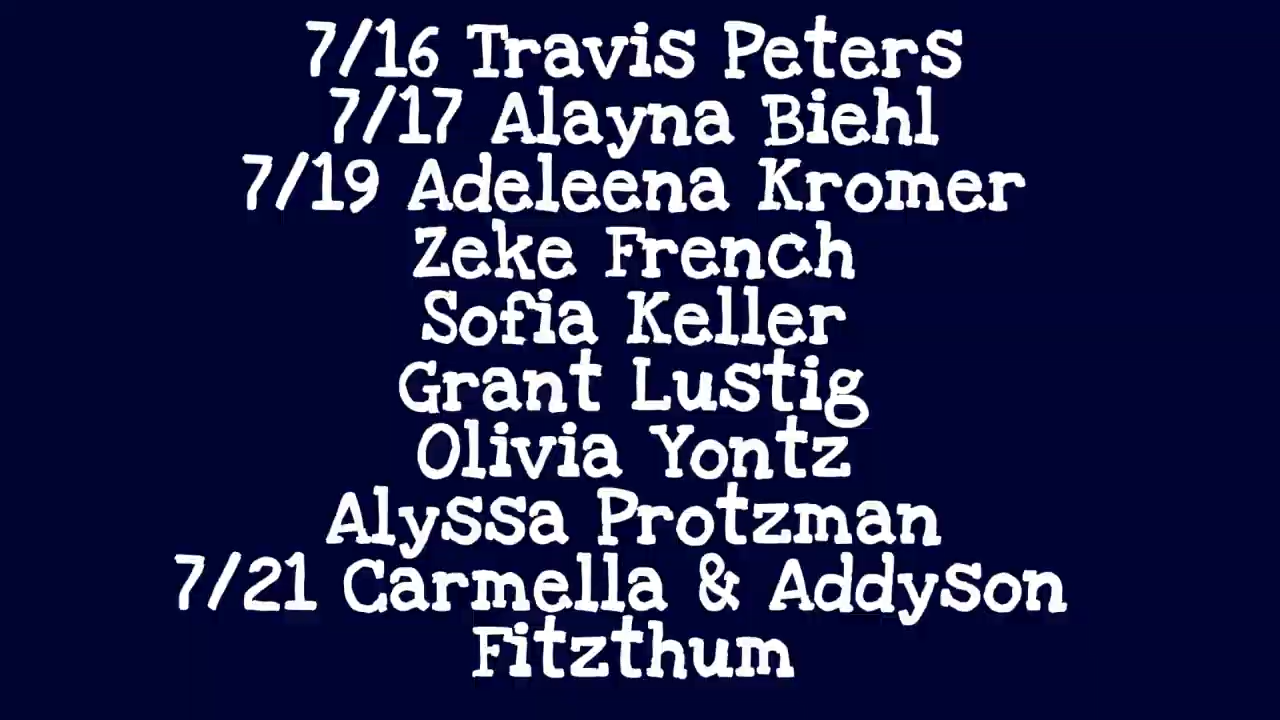 7/16 Travis Peters
7/17 Alayna Biehl
7/19 Adeleena Kromer
Zeke French
Sofia Keller
Grant Lustig
Olivia Yontz
Alyssa Protzman
7/21 Carmella & Addyson
Fitzthum